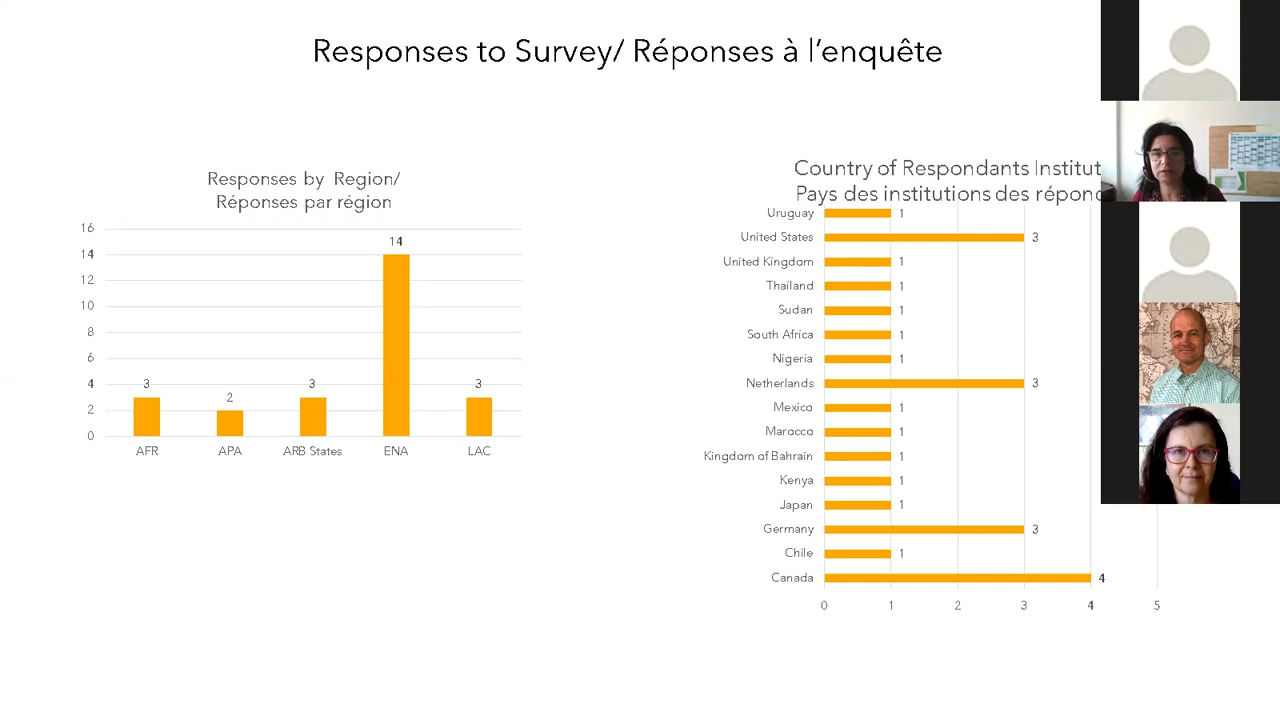 Responses to Survey/ Réponses à l'enquête
Responses by Region/
Réponses par région
16
14
12
10
8
6
4
2
0
3
2
3
14
3
AFR
APA
ARB States
ENA
LAC
Country of Respondants
Pays des institutions des
Uruguay 1
United States 3
United Kingdom 1
Thailand 1
Sudan 1
South Africa 1
Nigeria 1
Netherlands 3
Mexico 1
Marocco 1
Kingdom of Bahrain 1
Kenya 1
Japan 1
Germany 3
Chile 1
Canada 4
0 1 2 3 4 5